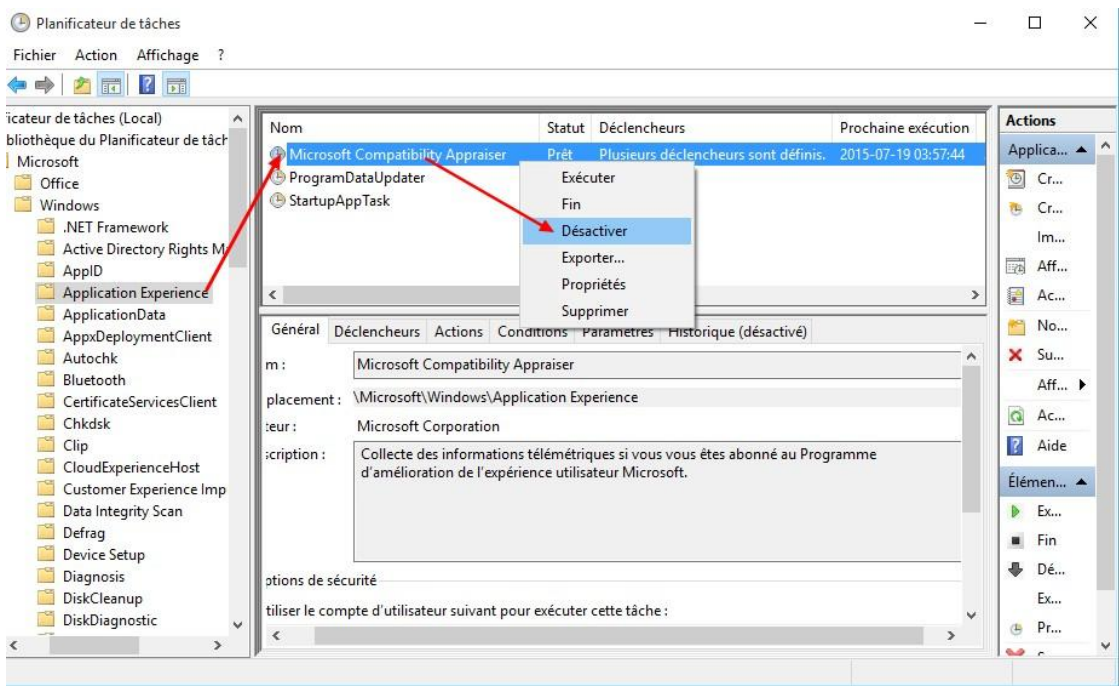 Planificateur de tâches
Fichier Action Affichage ?
ficateur de tâches (Local)
bliothèque du Planificateur de tâch
Microsoft
Office
Windows
.NET Framework
Active Directory Rights M
AppID
Application Experience
ApplicationData
AppxDeploymentClient
Autochk
Bluetooth
CertificateServicesClient
Chkdsk
Clip
CloudExperienceHost
Customer Experience Imp
Data Integrity Scan
Defrag
Device Setup
Diagnosis
DiskCleanup
DiskDiagnostic
Nom Statut Déclencheurs Prochaine exécution
Microsoft Compatibility Appraiser Prêt Plusieurs déclencheurs sont définis. 2015-07-19 03:57:44
ProgramDataUpdater
StartupAppTask
Exécuter
Fin
Désactiver
Exporter...
Propriétés
Supprimer
Général Déclencheurs Actions Conditions Paramètres Historique (désactivé)
m : Microsoft Compatibility Appraiser
placement : \Microsoft\Windows\Application Experience
teur : Microsoft Corporation
scription : Collecte des informations télémétriques si vous vous êtes abonné au Programme
d'amélioration de l'expérience utilisateur Microsoft.
ptions de sécurité
tiliser le compte d'utilisateur suivant pour exécuter cette tâche :
Actions
Applica...
Cr...
Cr...
Im...
Aff...
Ac...
No...
Su...
Aff...
Ac...
Aide
Élémen...
Ex...
Fin
Dé...
Ex...
Pr...